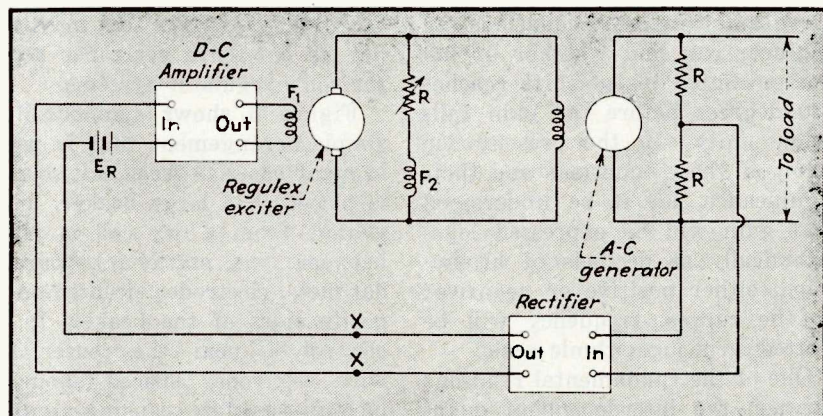 D-C
Amplifier
F₁
In
Out
E_R
Regulex
exciter
R
F₂
A-C
generator
R
R
To load
X
X
Rectifier
Out
In